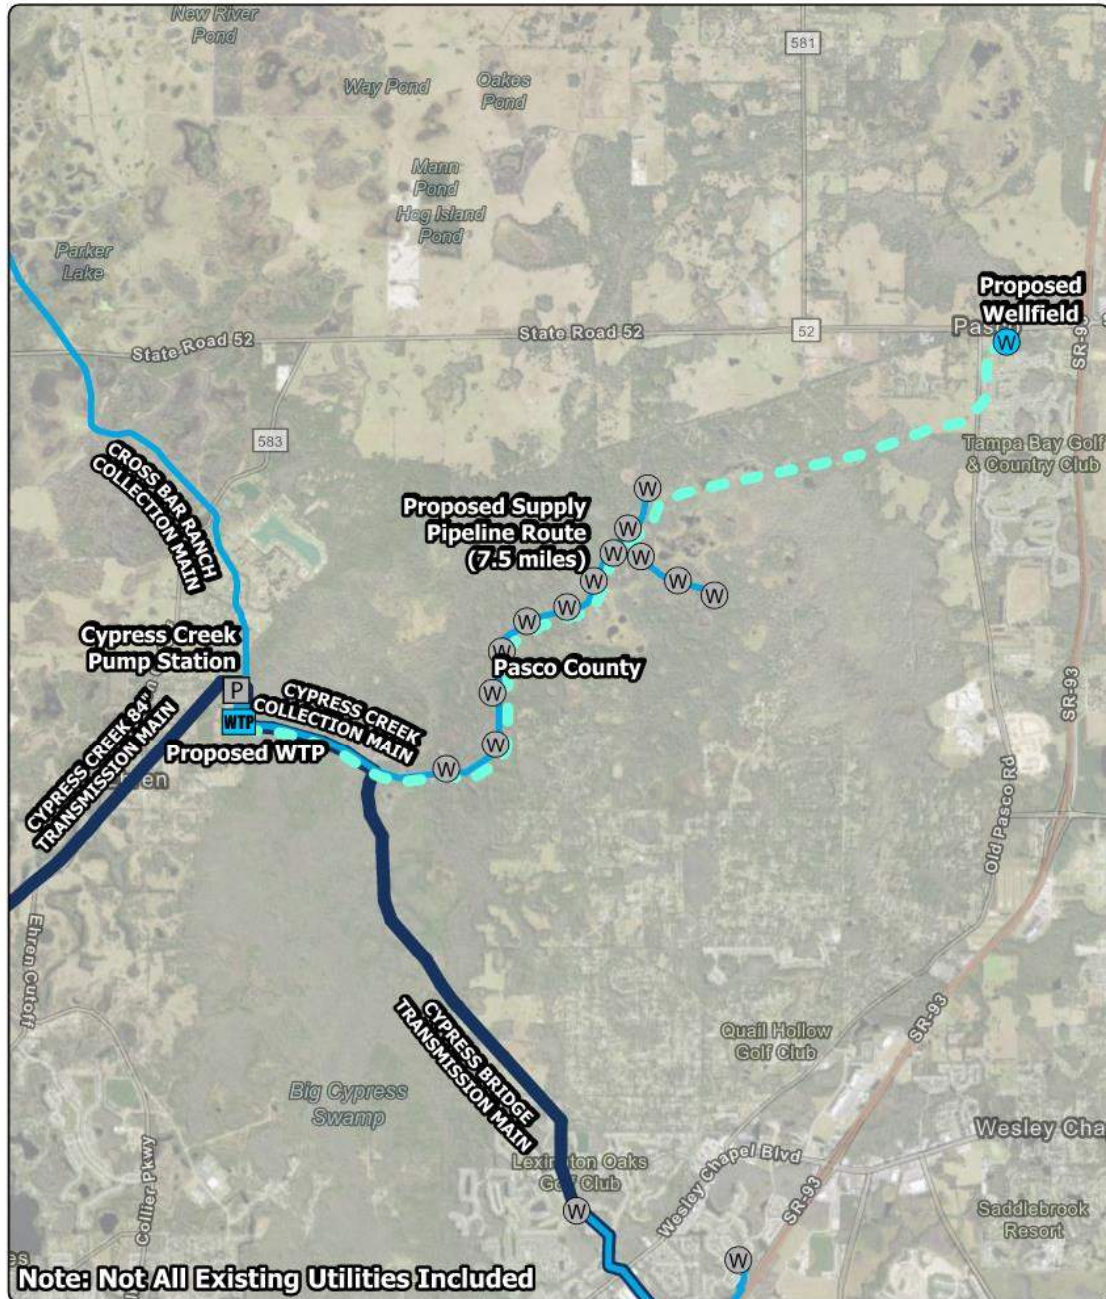 New River
Pond
581
Way Pond
Oakes
Pond
Mann
Pond
Hog Island
Pond
Parker
Lake
Proposed
Wellfield
Pasco
State Road 52
State Road 52
52
W
583
CROSS BAR RANCH
COLLECTION MAIN
Tampa Bay Golf
& Country Club
Proposed Supply
Pipeline Route
(7.5 miles)
W
W
W
W
W
W
W
W
W
W
Pasco County
W
W
W
Cypress Creek
Pump Station
P
WTP
Proposed WTP
CYPRESS CREEK
COLLECTION MAIN
W
CYPRESS CREEK 84"
TRANSMISSION MAIN
SR-93
Old Pasco Rd
Ehren Cutoff
CYPRESS BRIDGE
TRANSMISSION MAIN
SR-93
Quail Hollow
Golf Club
Big Cypress
Swamp
Wesley Cha
Lexington Oaks
Golf Club
Wesley Chapel Blvd
Collier Pkwy
W
SR-93
Saddlebrook
Resort
W
es
Note: Not All Existing Utilities Included